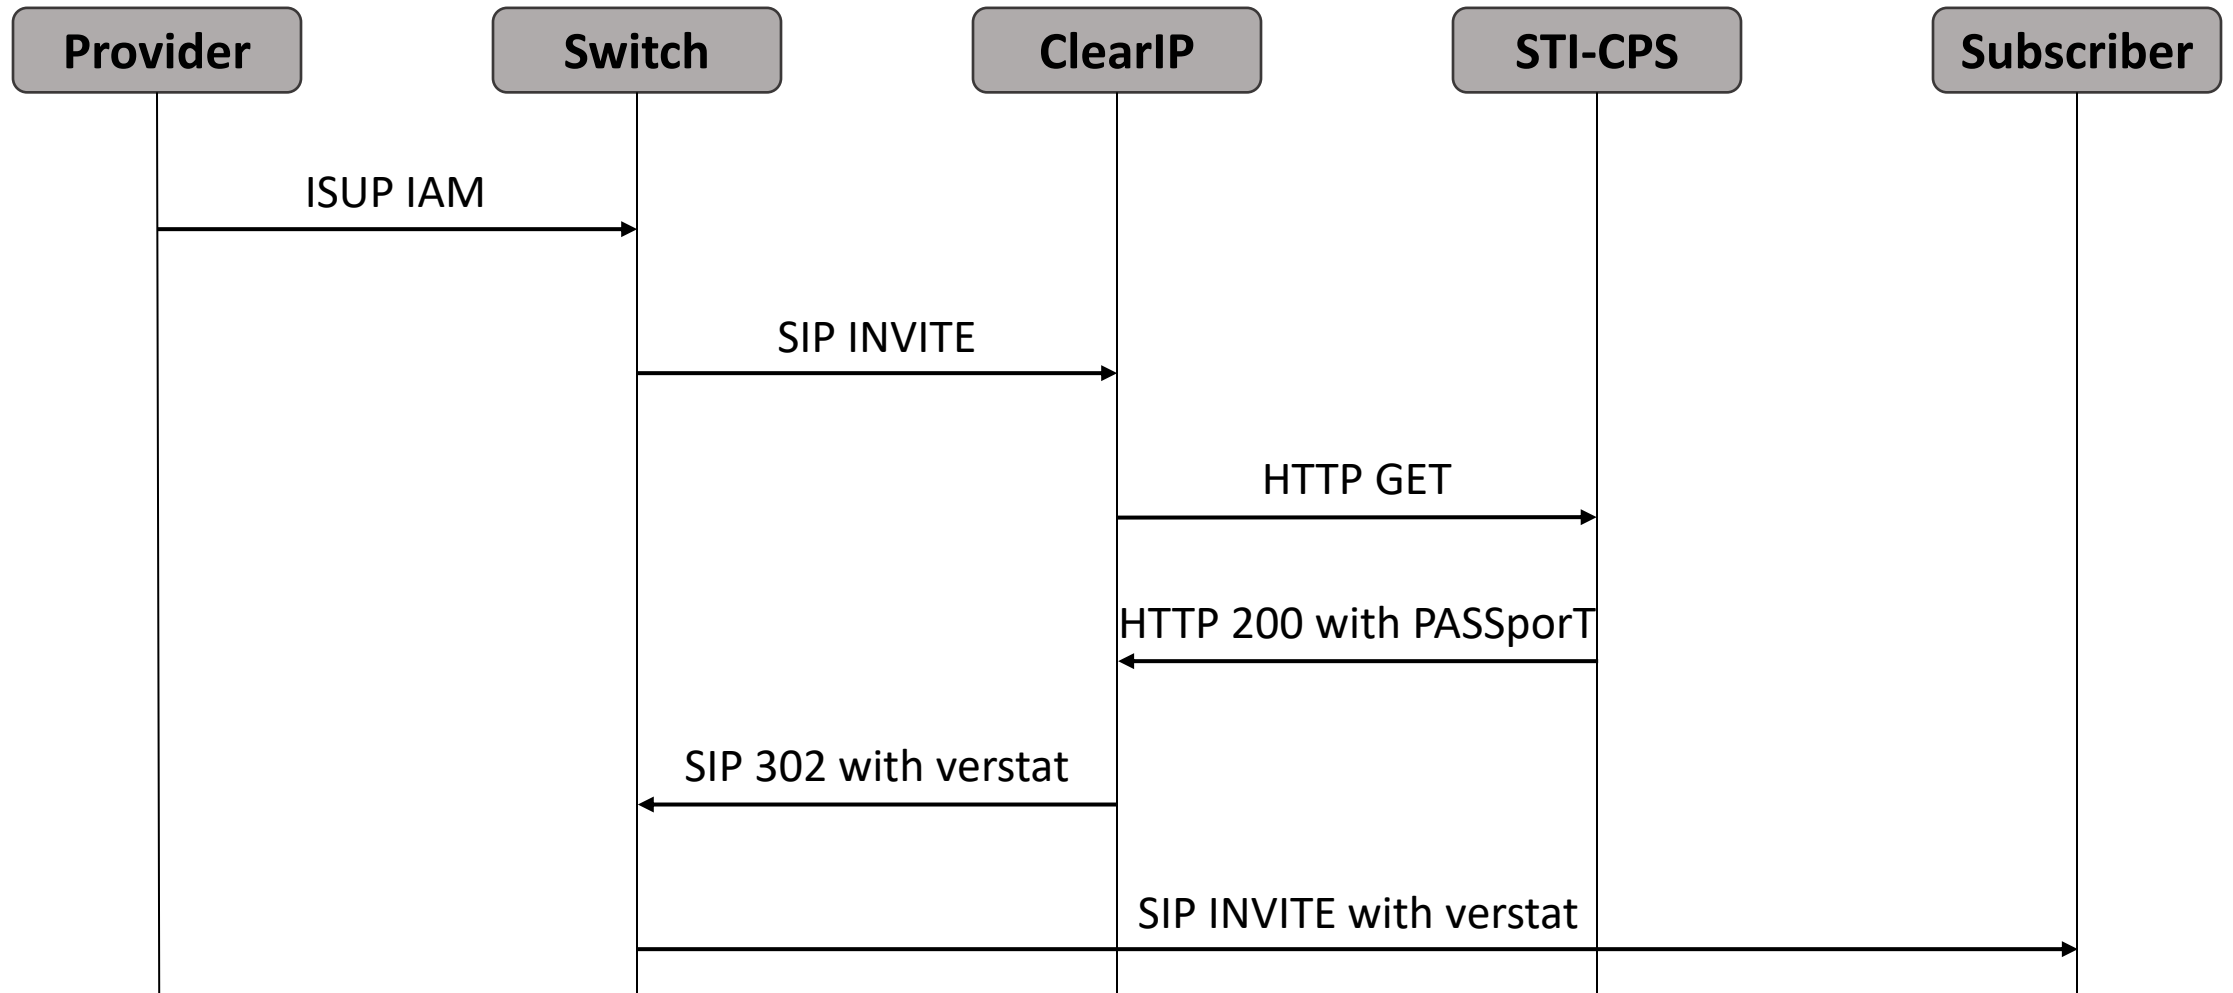 Provider
Switch
ClearIP
STI-CPS
Subscriber
ISUP IAM
SIP INVITE
HTTP GET
HTTP 200 with PASSporT
SIP 302 with verstat
SIP INVITE with verstat